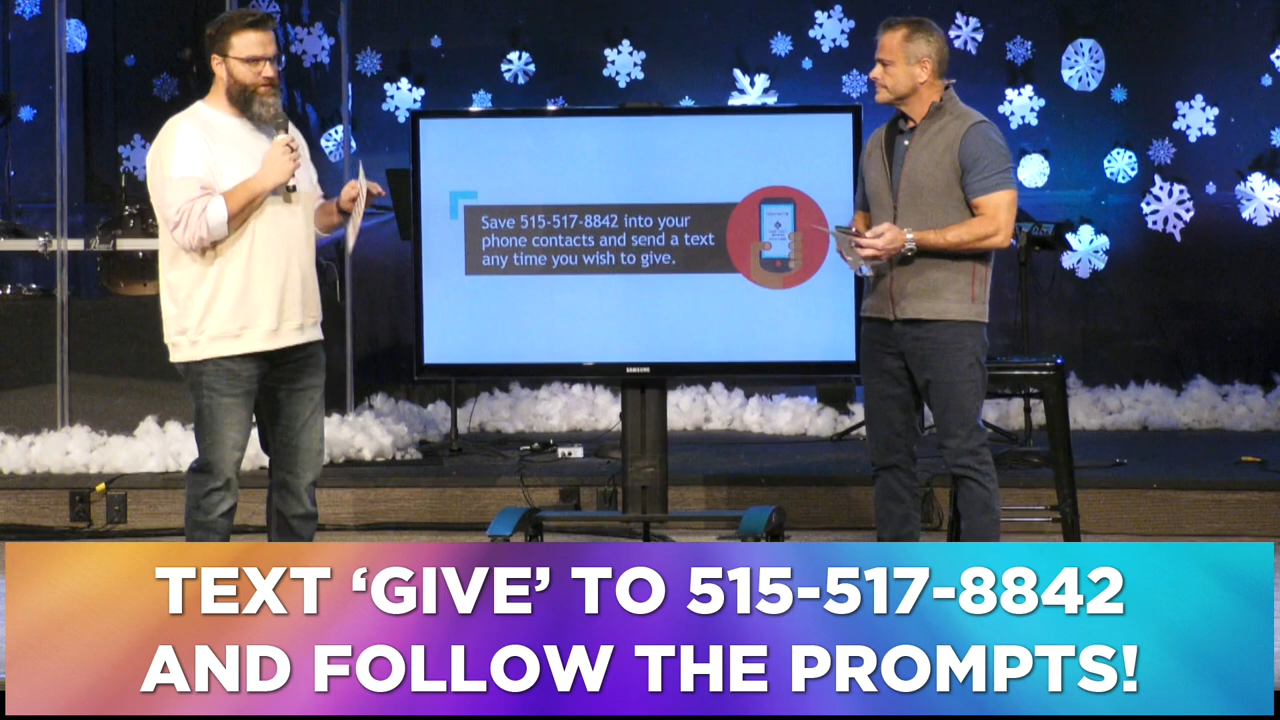 Save 515-517-8842 into your
phone contacts and send a text
any time you wish to give.
SAMSUNG
TEXT ‘GIVE’ TO 515-517-8842
AND FOLLOW THE PROMPTS!